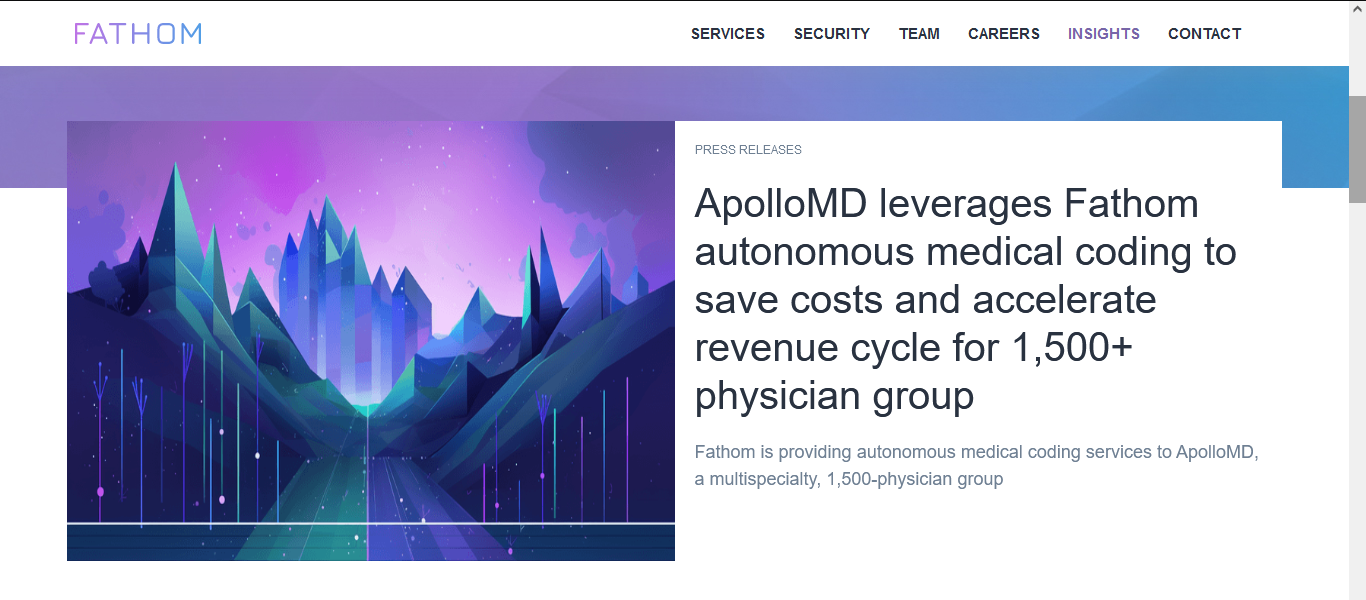 FATHOM
SERVICES SECURITY TEAM CAREERS INSIGHTS CONTACT
PRESS RELEASES
ApolloMD leverages Fathom
autonomous medical coding to
save costs and accelerate
revenue cycle for 1,500+
physician group
Fathom is providing autonomous medical coding services to ApolloMD,
a multispecialty, 1,500-physician group